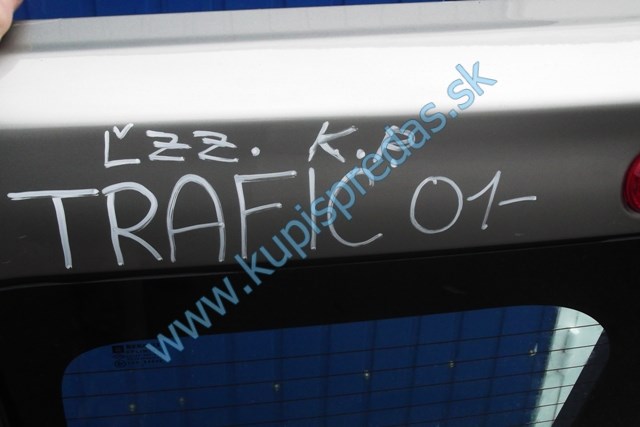 ĽZZ. K.P.
TRAFIC 01-
www.kupispredas.sk